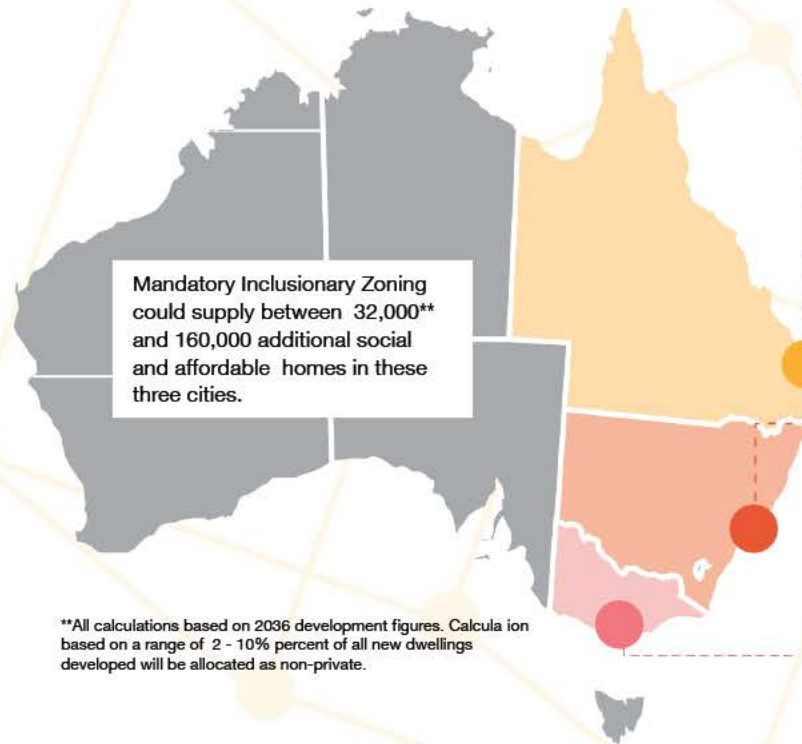 Mandatory Inclusionary Zoning
could supply between 32,000**
and 160,000 additional social
and affordable homes in these
three cities.
**All calculations based on 2036 development figures. Calcula ion
based on a range of 2 - 10% percent of all new dwellings
developed will be allocated as non-private.